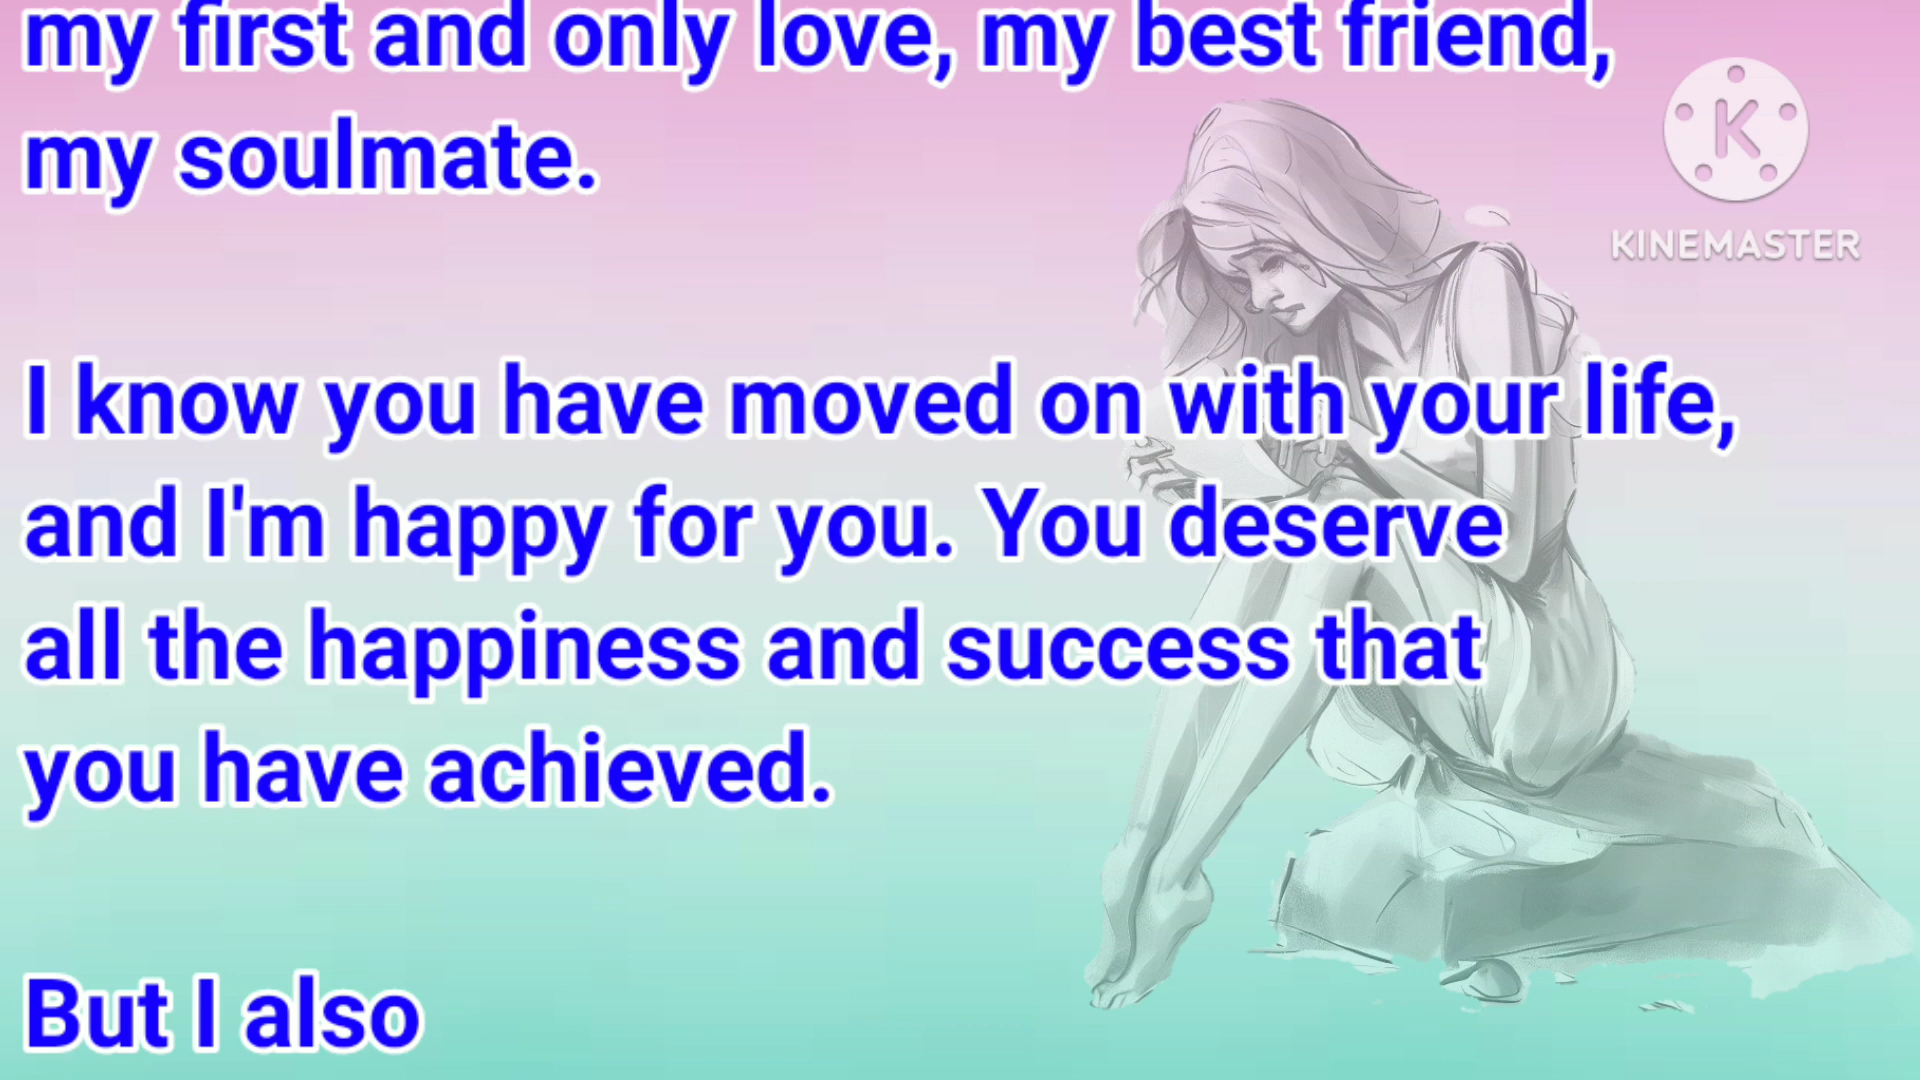 my first and only love, my best friend,
my soulmate.
I know you have moved on with your life,
and I'm happy for you. You deserve
all the happiness and success that
you have achieved.
But I also
K
KINEMASTER